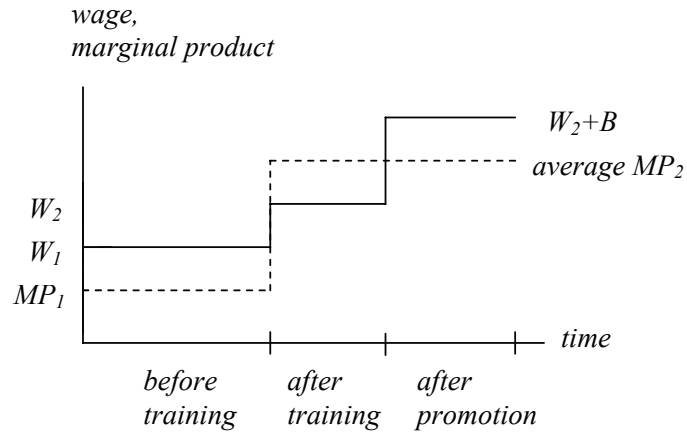 wage,
marginal product
W₂+B
average MP₂
W₂
W₁
MP₁
time
before
training
after
training
after
promotion